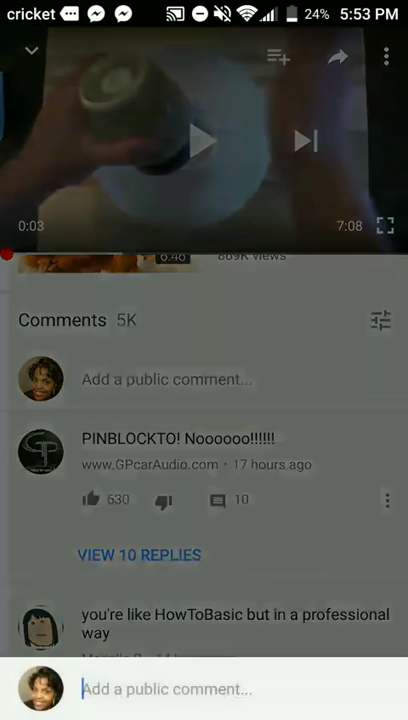 cricket 24% 5:53 PM
0:03 7:08
6:46 869K views
Comments 5K
Add a public comment...
PINBLOCKTO! Noooooo!!!!!!
www.GPcarAudio.com • 17 hours ago
630 10
VIEW 10 REPLIES
you're like HowToBasic but in a professional
way
Add a public comment...